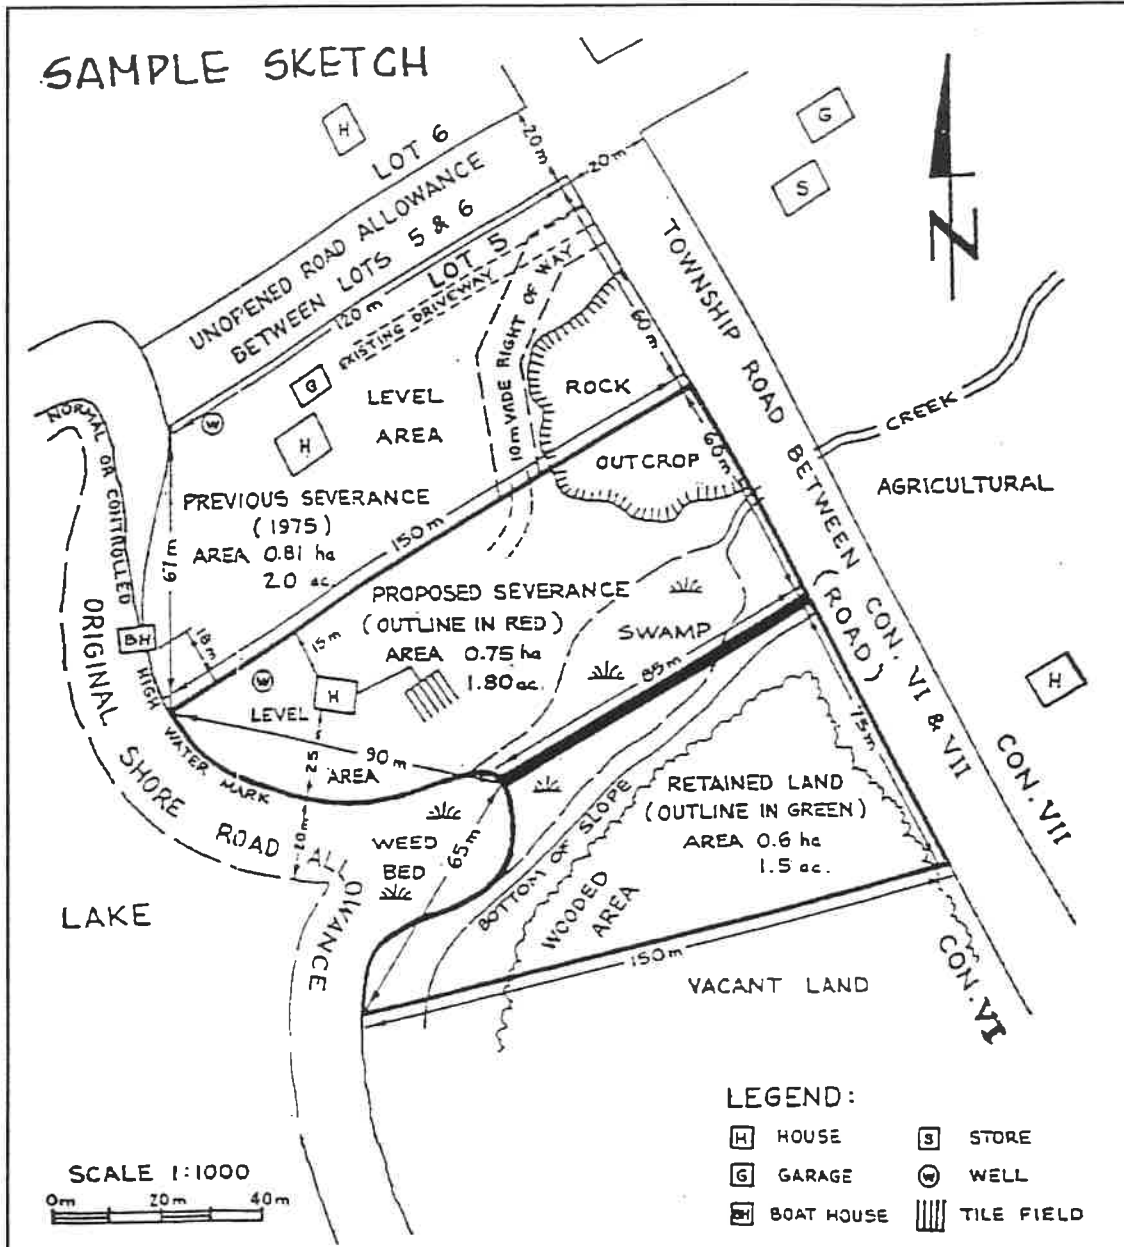 SAMPLE SKETCH
H
LOT 6
UNOPENED ROAD ALLOWANCE
BETWEEN LOTS 5 & 6
20m
20m
G
S
N
LOT 5
120m
EXISTING DRIVEWAY
10m WIDE RIGHT OF WAY
TOWNSHIP ROAD BETWEEN CON. VI & VII
(ROAD)
60m
G
W
H
LEVEL
AREA
ROCK
OUTCROP
60m
CREEK
AGRICULTURAL
NORMAL OR CONTROLLED
HIGH
WATER MARK
PREVIOUS SEVERANCE
(1975)
AREA 0.81 ha
2.0 ac.
67m
150m
ORIGINAL
SHORE
ROAD
ALLOWANCE
BH
18m
15m
PROPOSED SEVERANCE
(OUTLINE IN RED)
AREA 0.75 ha
1.80 ac.
SWAMP
85m
W
H
LEVEL
AREA
90m
25
20m
WEED
BED
65m
H
75m
RETAINED LAND
(OUTLINE IN GREEN)
AREA 0.6 ha
1.5 ac.
BOTTOM OF SLOPE
WOODED
AREA
CON. VII
CON. VI
LAKE
150m
VACANT LAND
LEGEND:
H HOUSE
S STORE
G GARAGE
W WELL
BH BOAT HOUSE
TILE FIELD
SCALE 1:1000
0m 20m 40m